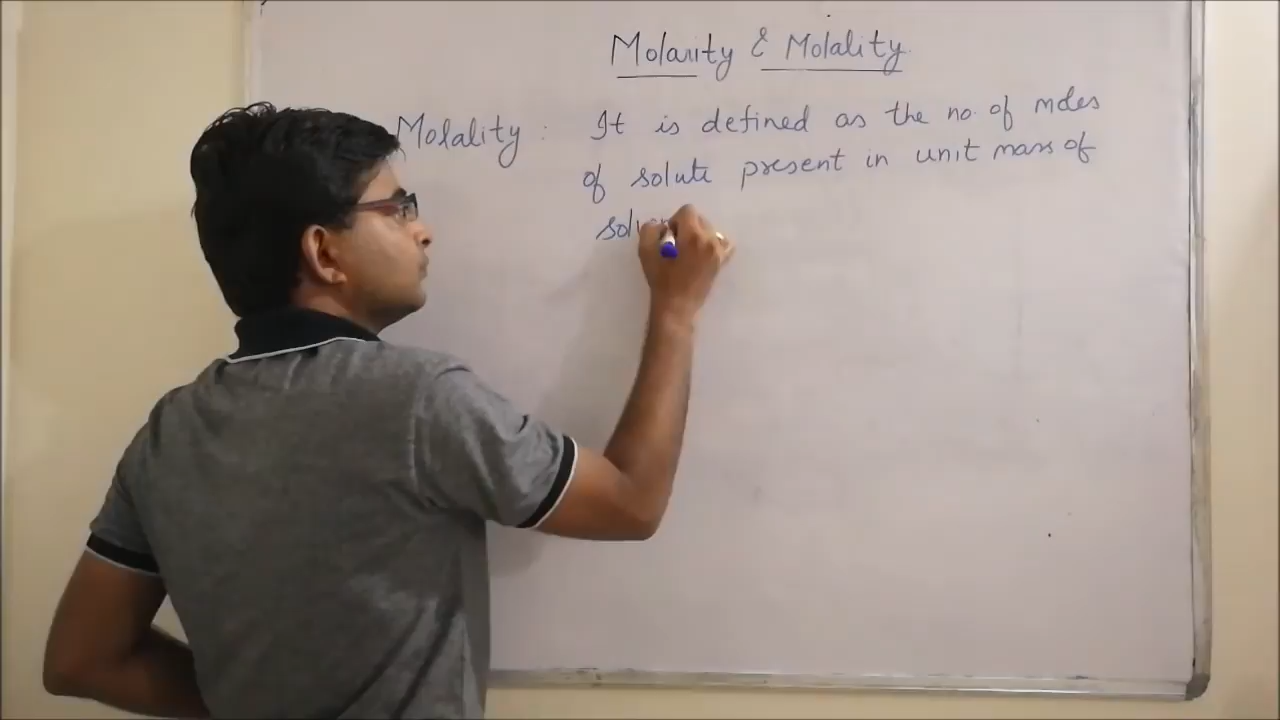 Molarity & Molality
Molality : It is defined as the no. of moles
of solute present in unit mass of